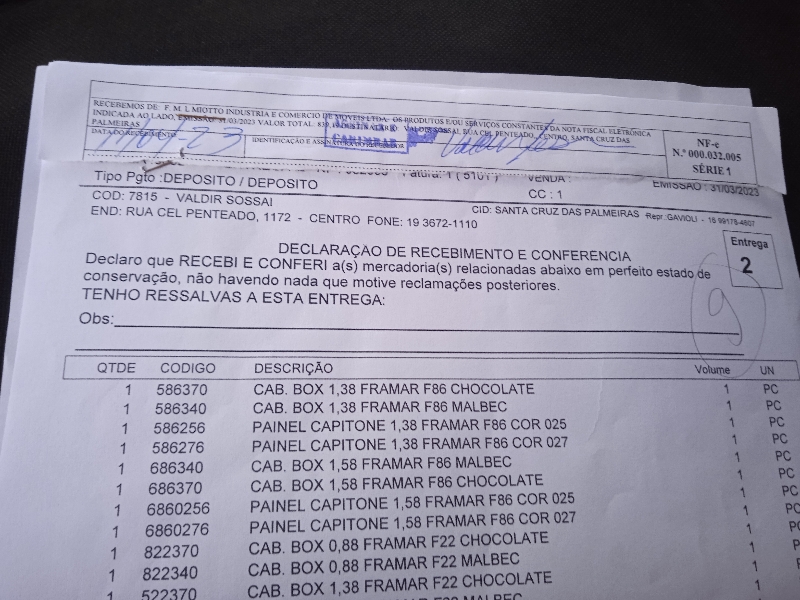 RECEBEMOS DE: F. M. L MIOTTO INDUSTRIA E COMERCIO DE MOVEIS LTDA- OS PRODUTOS E/OU SERVIÇOS CONSTANTES DA NOTA FISCAL ELETRÔNICA
INDICADA AO LADO, EMISSÃO 31/03/2023 VALOR TOTAL: VALDIR SOSSAI, RUA CEL PENTEADO, CENTRO, SANTA CRUZ DAS
PALMEIRAS
DATA DO RECEBIMENTO
IDENTIFICAÇÃO E ASSINATURA DO RECEBEDOR
NF-e
N.º 000.032.005
SÉRIE 1
Tipo Pgto :DEPOSITO / DEPOSITO
VENDA :
CC : 1
EMISSAO : 31/03/2023
COD: 7815 - VALDIR SOSSAI
END: RUA CEL PENTEADO, 1172 - CENTRO FONE: 19 3672-1110
CID: SANTA CRUZ DAS PALMEIRAS Repr:GAVIOLI - 19 99178-4607
DECLARAÇAO DE RECEBIMENTO E CONFERENCIA
Declaro que RECEBI E CONFERI a(s) mercadoria(s) relacionadas abaixo em perfeito estado de
conservação, não havendo nada que motive reclamações posteriores.
TENHO RESSALVAS A ESTA ENTREGA:
Entrega
2
9
Obs:
QTDE CODIGO DESCRIÇÃO Volume UN
1 586370 CAB. BOX 1,38 FRAMAR F86 CHOCOLATE 1 PC
1 586340 CAB. BOX 1,38 FRAMAR F86 MALBEC 1 PC
1 586256 PAINEL CAPITONE 1,38 FRAMAR F86 COR 025 1 PC
1 586276 PAINEL CAPITONE 1,38 FRAMAR F86 COR 027 1 PC
1 686340 CAB. BOX 1,58 FRAMAR F86 MALBEC 1 PC
1 686370 CAB. BOX 1,58 FRAMAR F86 CHOCOLATE 1 PC
1 6860256 PAINEL CAPITONE 1,58 FRAMAR F86 COR 025 1 PC
1 6860276 PAINEL CAPITONE 1,58 FRAMAR F86 COR 027 1 PC
1 822370 CAB. BOX 0,88 FRAMAR F22 CHOCOLATE 1
1 822340 CAB. BOX 0,88 FRAMAR F22 MALBEC 1
1 522370 CAB. BOX 1,38 FRAMAR F22 CHOCOLATE 1